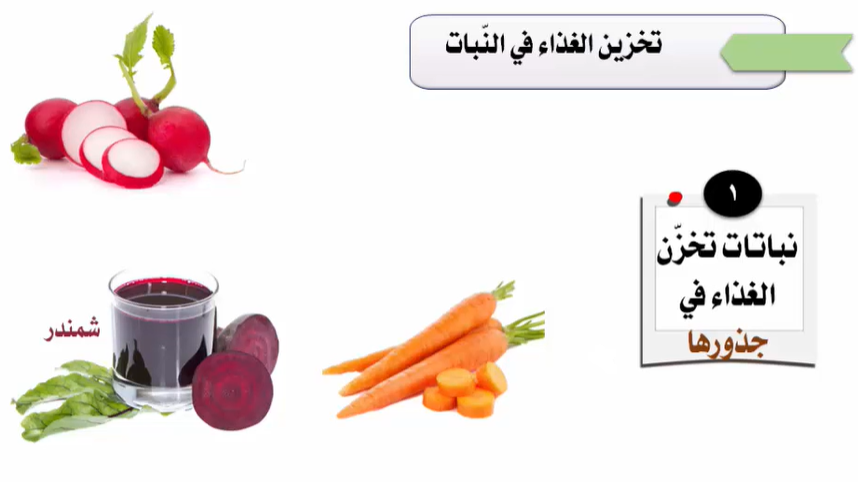 تخزين الغذاء في النّبات
١
نباتات تخزّن
الغذاء في
جذورها
شمندر